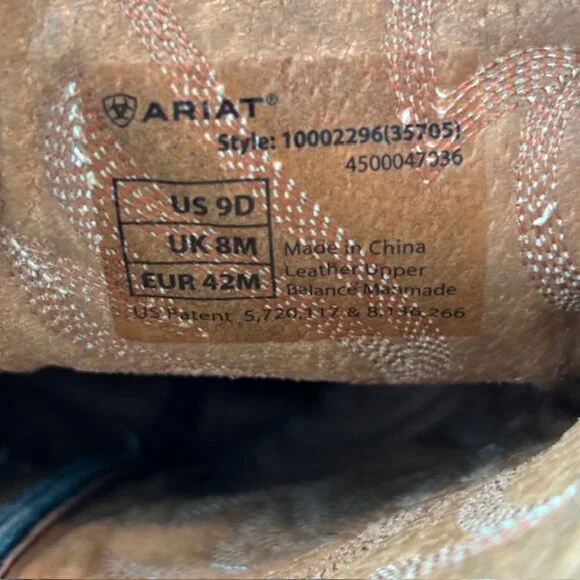 ARIAT®
Style: 10002296(35705)
4500047036
US 9D
UK 8M
EUR 42M
Made in China
Leather Upper
Balance Manmade
US Patent 5,720,117 & 8,136,266